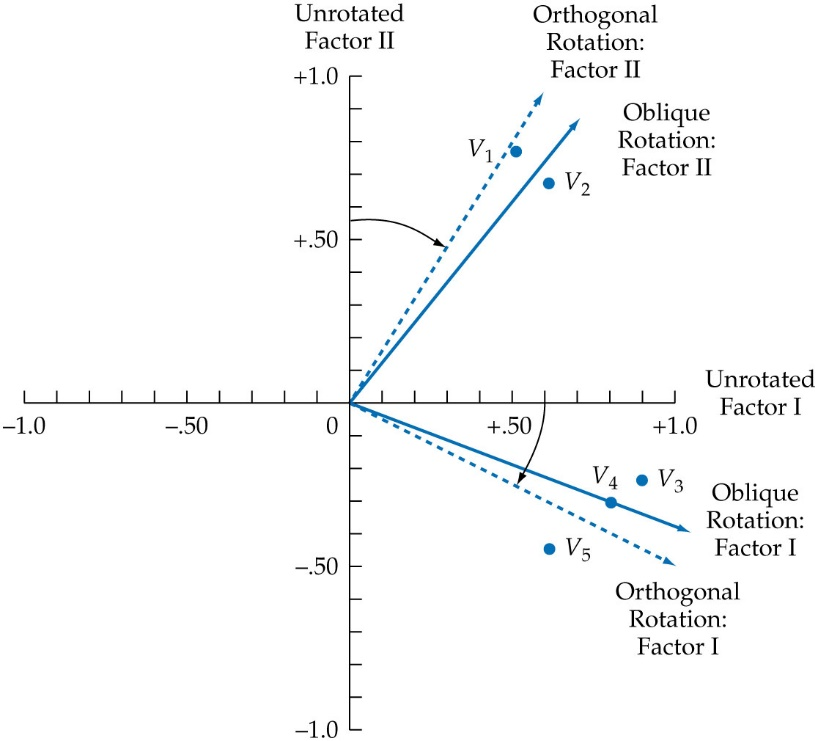 Unrotated
Factor II
Orthogonal
Rotation:
Factor II
+1.0
Oblique
Rotation:
Factor II
V1
V2
+.50
Unrotated
Factor I
−1.0
−.50
0
+.50
+1.0
V4
V3
Oblique
Rotation:
Factor I
V5
−.50
Orthogonal
Rotation:
Factor I
−1.0